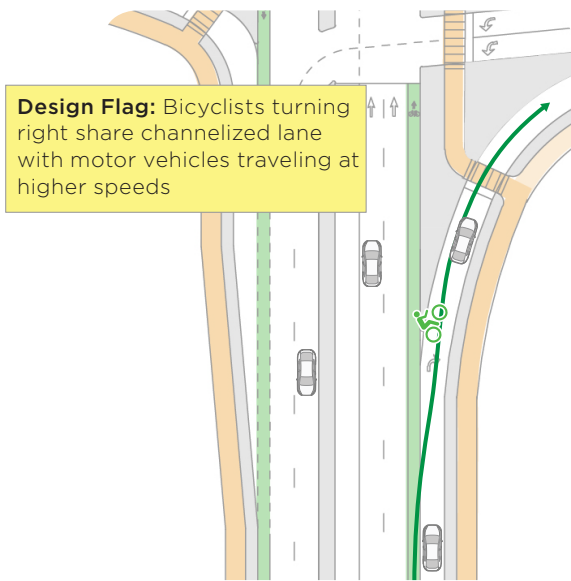 Design Flag: Bicyclists turning
right share channelized lane
with motor vehicles traveling at
higher speeds